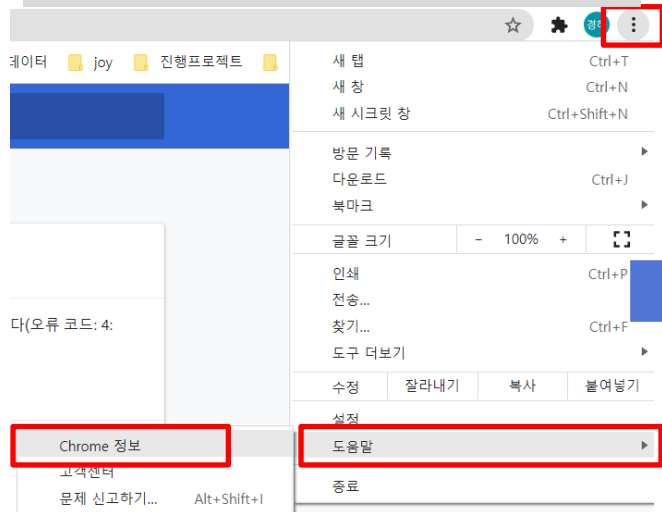 경하
데이터 joy 진행프로젝트
새 탭 Ctrl+T
새 창 Ctrl+N
새 시크릿 창 Ctrl+Shift+N
방문 기록
다운로드 Ctrl+J
북마크
글꼴 크기 - 100% +
인쇄 Ctrl+P
전송...
찾기... Ctrl+F
다(오류 코드: 4:
도구 더보기
수정 잘라내기 복사 붙여넣기
설정
Chrome 정보 도움말
고객센터
종료
문제 신고하기... Alt+Shift+I